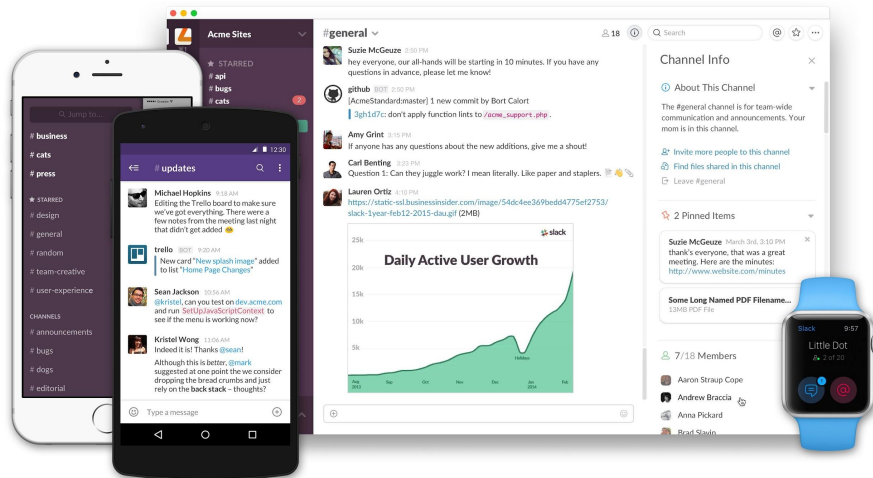 Acme Sites
★ STARRED
# api
# bugs
# cats
2
#general
18
Search
Suzie McGeuze 2:50 PM
hey everyone, our all-hands will be starting in 10 minutes. If you have any
questions in advance, please let me know!
github BOT 2:50 PM
[AcmeStandard:master] 1 new commit by Bort Calort
3gh1d7c: don't apply function lints to /acme_support.php.
Amy Grint 3:15 PM
If anyone has any questions about the new additions, give me a shout!
Carl Benting 3:25 PM
Question 1: Can they juggle work? I mean literally. Like paper and staplers.
Lauren Ortiz 4:10 PM
https://static-ssl.businessinsider.com/image/54dc4ee369bedd4775ef2753/
slack-1year-feb12-2015-dau.gif (2MB)
slack
Daily Active User Growth
25k
20k
15k
10k
5k
Holidays
Aug
2013
Sep
Oct
Nov
Dec
Jan
2014
Feb
Channel Info
About This Channel
The #general channel is for team-wide
communication and announcements. Your
mom is in this channel.
Invite more people to this channel
Find files shared in this channel
Leave #general
2 Pinned Items
Suzie McGeuze March 3rd, 3:10 PM
thank's everyone, that was a great
meeting. Here are the minutes:
http://www.website.com/minutes
Some Long Named PDF Filename...
13MB PDF File
7/18 Members
Aaron Straup Cope
Andrew Braccia
Anna Pickard
Brad Slavin
Jump to...
# business
# cats
# press
★ STARRED
# design
# general
# random
# team-creative
# user-experience
CHANNELS
# announcements
# bugs
# dogs
# editorial
12:30
# updates
Michael Hopkins 9:18 AM
Editing the Trello board to make sure
we've got everything. There were a
few notes from the meeting last night
that didn't get added
trello BOT 9:20 AM
New card "New splash image" added
to list "Home Page Changes"
Sean Jackson 10:56 AM
@kristel, can you test on dev.acme.com
and run SetUpJavaScriptContext to
see if the menu is working now?
Kristel Wong 11:06 AM
Indeed it is! Thanks @sean!
Although this is better, @mark
suggested at one point the we consider
dropping the bread crumbs and just
rely on the back stack – thoughts?
Type a message
Slack 9:57
Little Dot
2 of 20